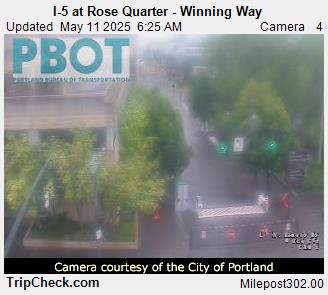 I-5 at Rose Quarter - Winning Way
Updated May 11 2025 6:25 AM Camera 4
PBOT
PORTLAND BUREAU OF TRANSPORTATION
Camera courtesy of the City of Portland
TripCheck.com Milepost302.00